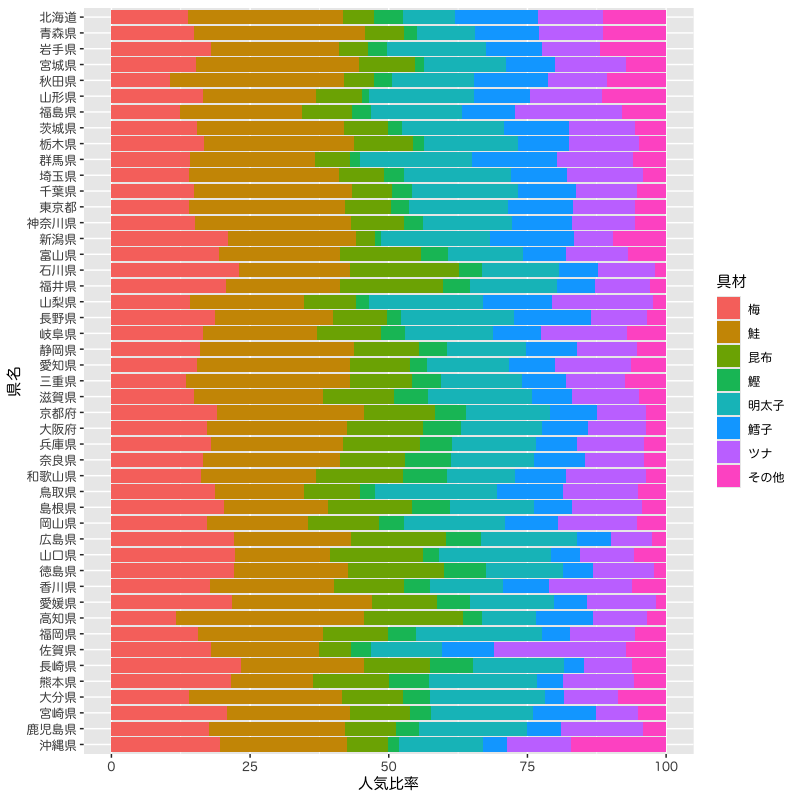 北海道
青森県
岩手県
宮城県
秋田県
山形県
福島県
茨城県
栃木県
群馬県
埼玉県
千葉県
東京都
神奈川県
新潟県
富山県
石川県
福井県
山梨県
長野県
岐阜県
静岡県
愛知県
三重県
滋賀県
京都府
大阪府
兵庫県
奈良県
和歌山県
鳥取県
島根県
岡山県
広島県
山口県
徳島県
香川県
愛媛県
高知県
福岡県
佐賀県
長崎県
熊本県
大分県
宮崎県
鹿児島県
沖縄県
県名
0 25 50 75 100
人気比率
具材
梅
鮭
昆布
鰹
明太子
鱈子
ツナ
その他